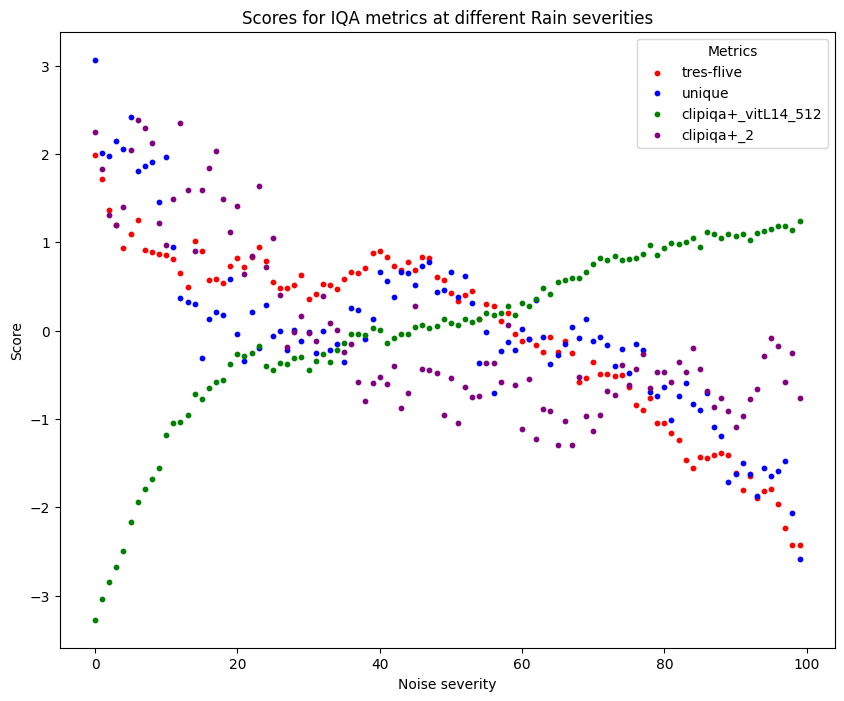 Scores for IQA metrics at different Rain severities
Metrics
tres-flive
unique
clipiqa+_vitL14_512
clipiqa+_2
Score
3
2
1
0
−1
−2
−3
0 20 40 60 80 100
Noise severity